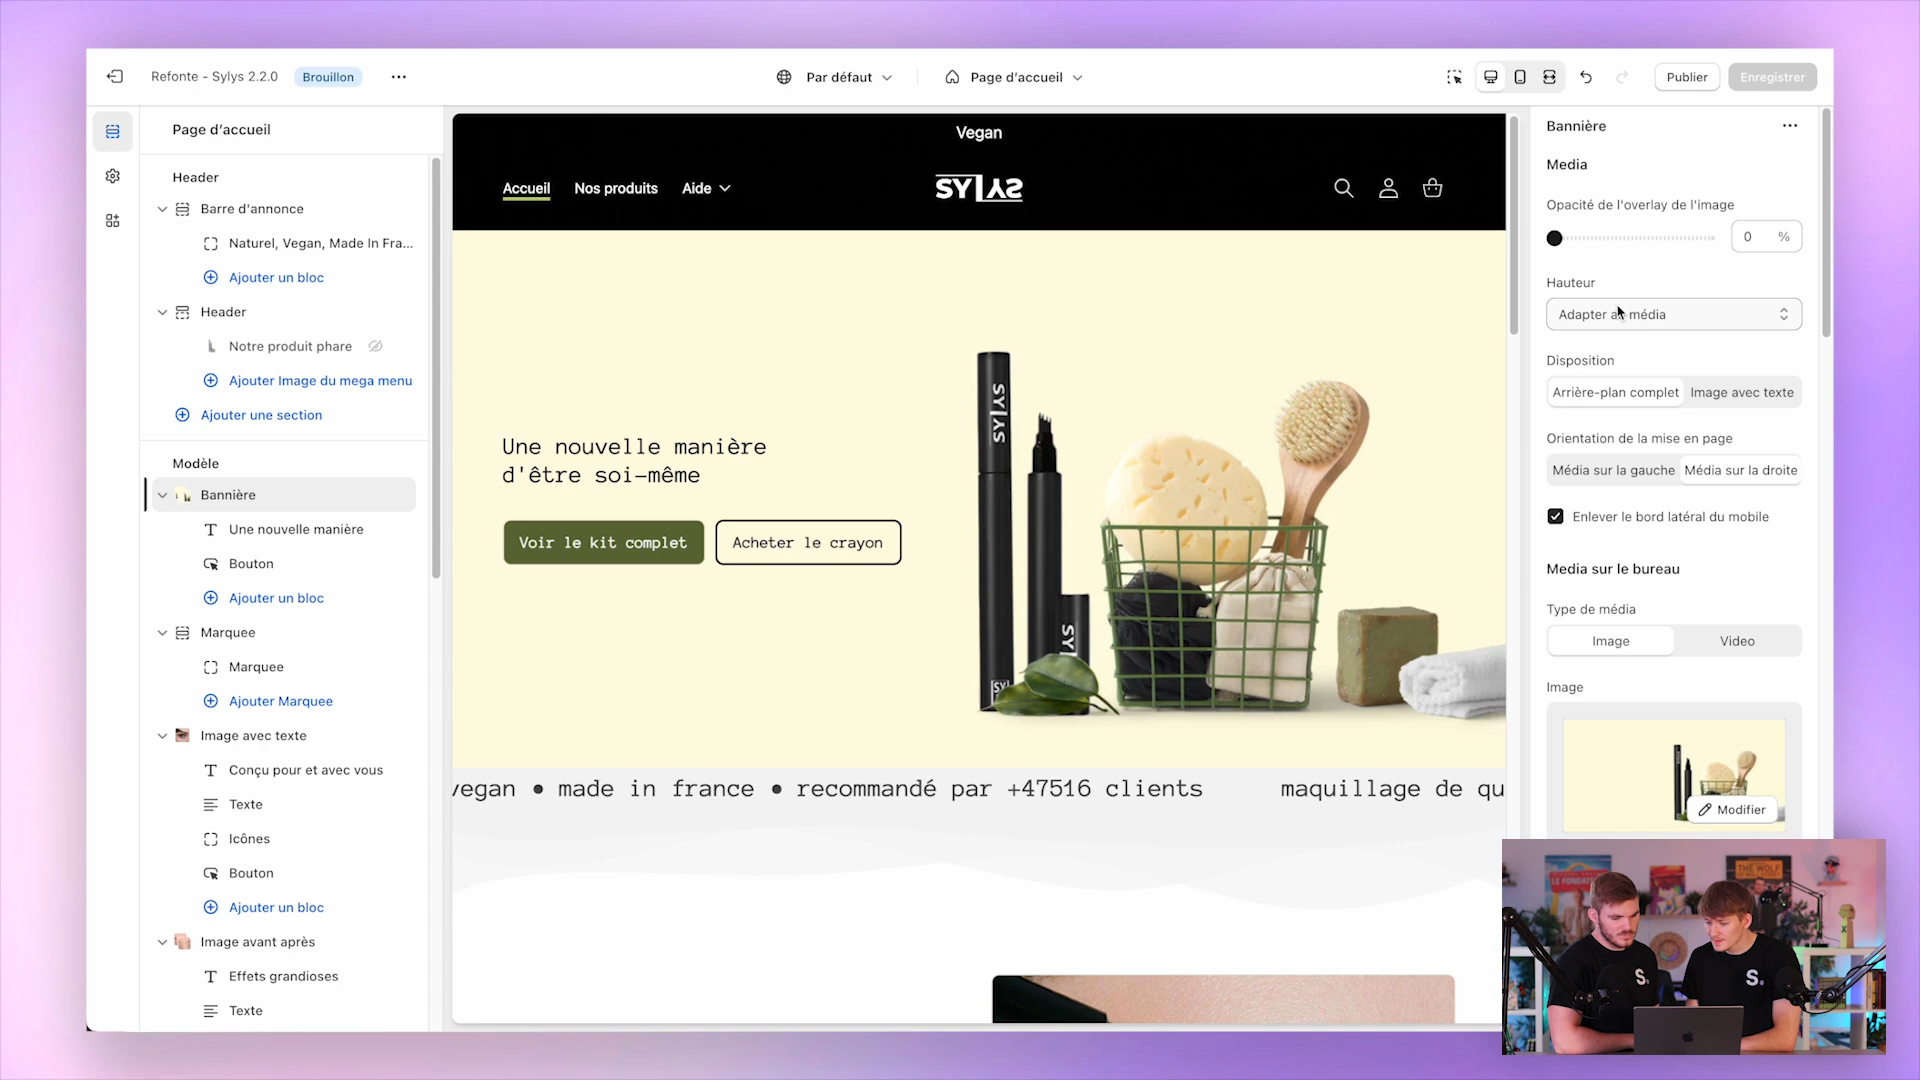 Refonte - Sylys 2.2.0
Brouillon
Par défaut
Page d'accueil
Publier
Enregistrer
Page d'accueil
Header
Barre d'annonce
Naturel, Vegan, Made In Fra...
Ajouter un bloc
Header
Notre produit phare
Ajouter Image du mega menu
Ajouter une section
Modèle
Bannière
Une nouvelle manière
Bouton
Ajouter un bloc
Marquee
Marquee
Ajouter Marquee
Image avec texte
Conçu pour et avec vous
Texte
Icônes
Bouton
Ajouter un bloc
Image avant après
Effets grandioses
Texte
Vegan
Accueil
Nos produits
Aide
SYLYS
Une nouvelle manière
d'être soi-même
Voir le kit complet
Acheter le crayon
SYLYS
SY
SY
vegan • made in france • recommandé par +47516 clients
maquillage de qu
Bannière
Media
Opacité de l'overlay de l'image
0 %
Hauteur
Adapter au média
Disposition
Arrière-plan complet
Image avec texte
Orientation de la mise en page
Média sur la gauche
Média sur la droite
Enlever le bord latéral du mobile
Media sur le bureau
Type de média
Image
Video
Image
Modifier
LE FONDATEUR
THE WOLF
S.
S.